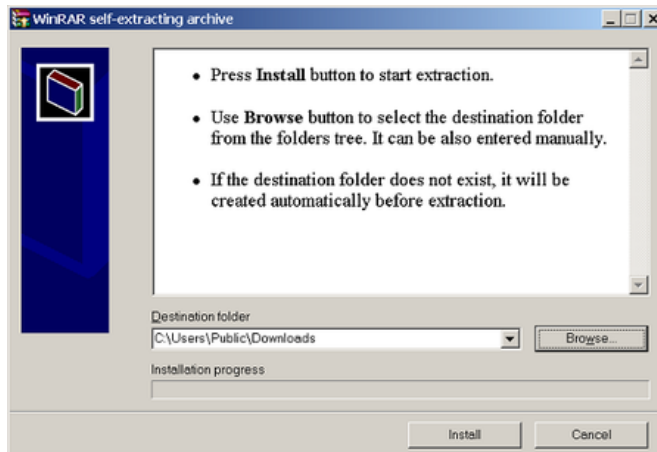 WinRAR self-extracting archive
• Press Install button to start extraction.
• Use Browse button to select the destination folder
from the folders tree. It can be also entered manually.
• If the destination folder does not exist, it will be
created automatically before extraction.
Destination folder
C:\Users\Public\Downloads
Browse...
Installation progress
Install
Cancel